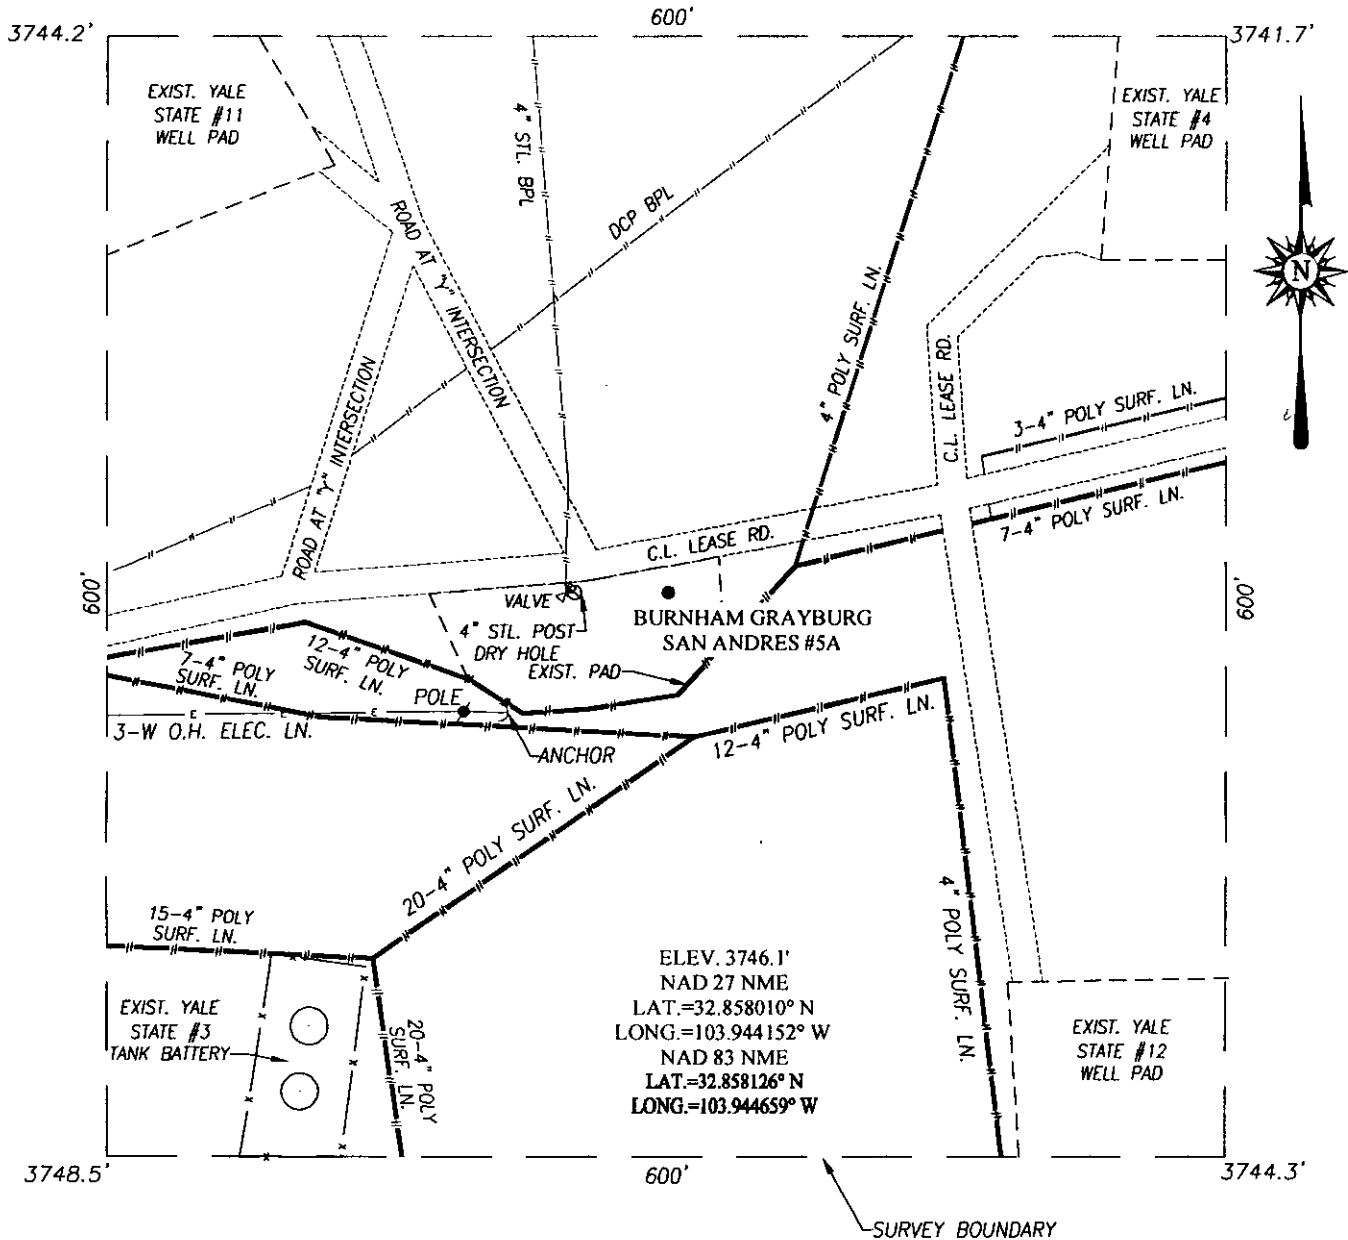 600'
3744.2'
3741.7'
EXIST. YALE
STATE #11
WELL PAD
4" STL. BPL
DCP BPL
EXIST. YALE
STATE #4
WELL PAD
ROAD AT "Y" INTERSECTION
N
4" POLY SURF. LN.
C.L. LEASE RD.
ROAD AT "Y" INTERSECTION
3-4" POLY SURF. LN.
7-4" POLY SURF. LN.
C.L. LEASE RD.
600'
600'
VALVE
4" STL. POST
DRY HOLE
BURNHAM GRAYBURG
SAN ANDRES #5A
EXIST. PAD
12-4" POLY
SURF. LN.
7-4" POLY
SURF. LN.
POLE
E E E
3-W O.H. ELEC. LN.
ANCHOR
12-4" POLY SURF. LN.
20-4" POLY SURF. LN.
4" POLY SURF. LN.
15-4" POLY
SURF. LN.
EXIST. YALE
STATE #3
TANK BATTERY
20-4" POLY
SURF. LN.
ELEV. 3746.1'
NAD 27 NME
LAT.=32.858010° N
LONG.=103.944152° W
NAD 83 NME
LAT.=32.858126° N
LONG.=103.944659° W
EXIST. YALE
STATE #12
WELL PAD
3748.5'
600'
3744.3'
SURVEY BOUNDARY